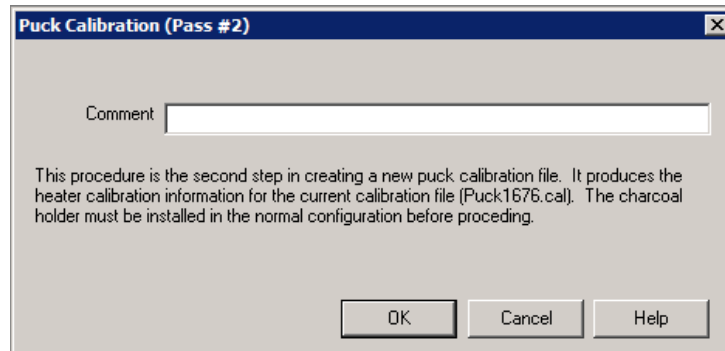 Puck Calibration (Pass #2)
Comment
This procedure is the second step in creating a new puck calibration file. It produces the
heater calibration information for the current calibration file (Puck1676.cal). The charcoal
holder must be installed in the normal configuration before proceding.
OK Cancel Help